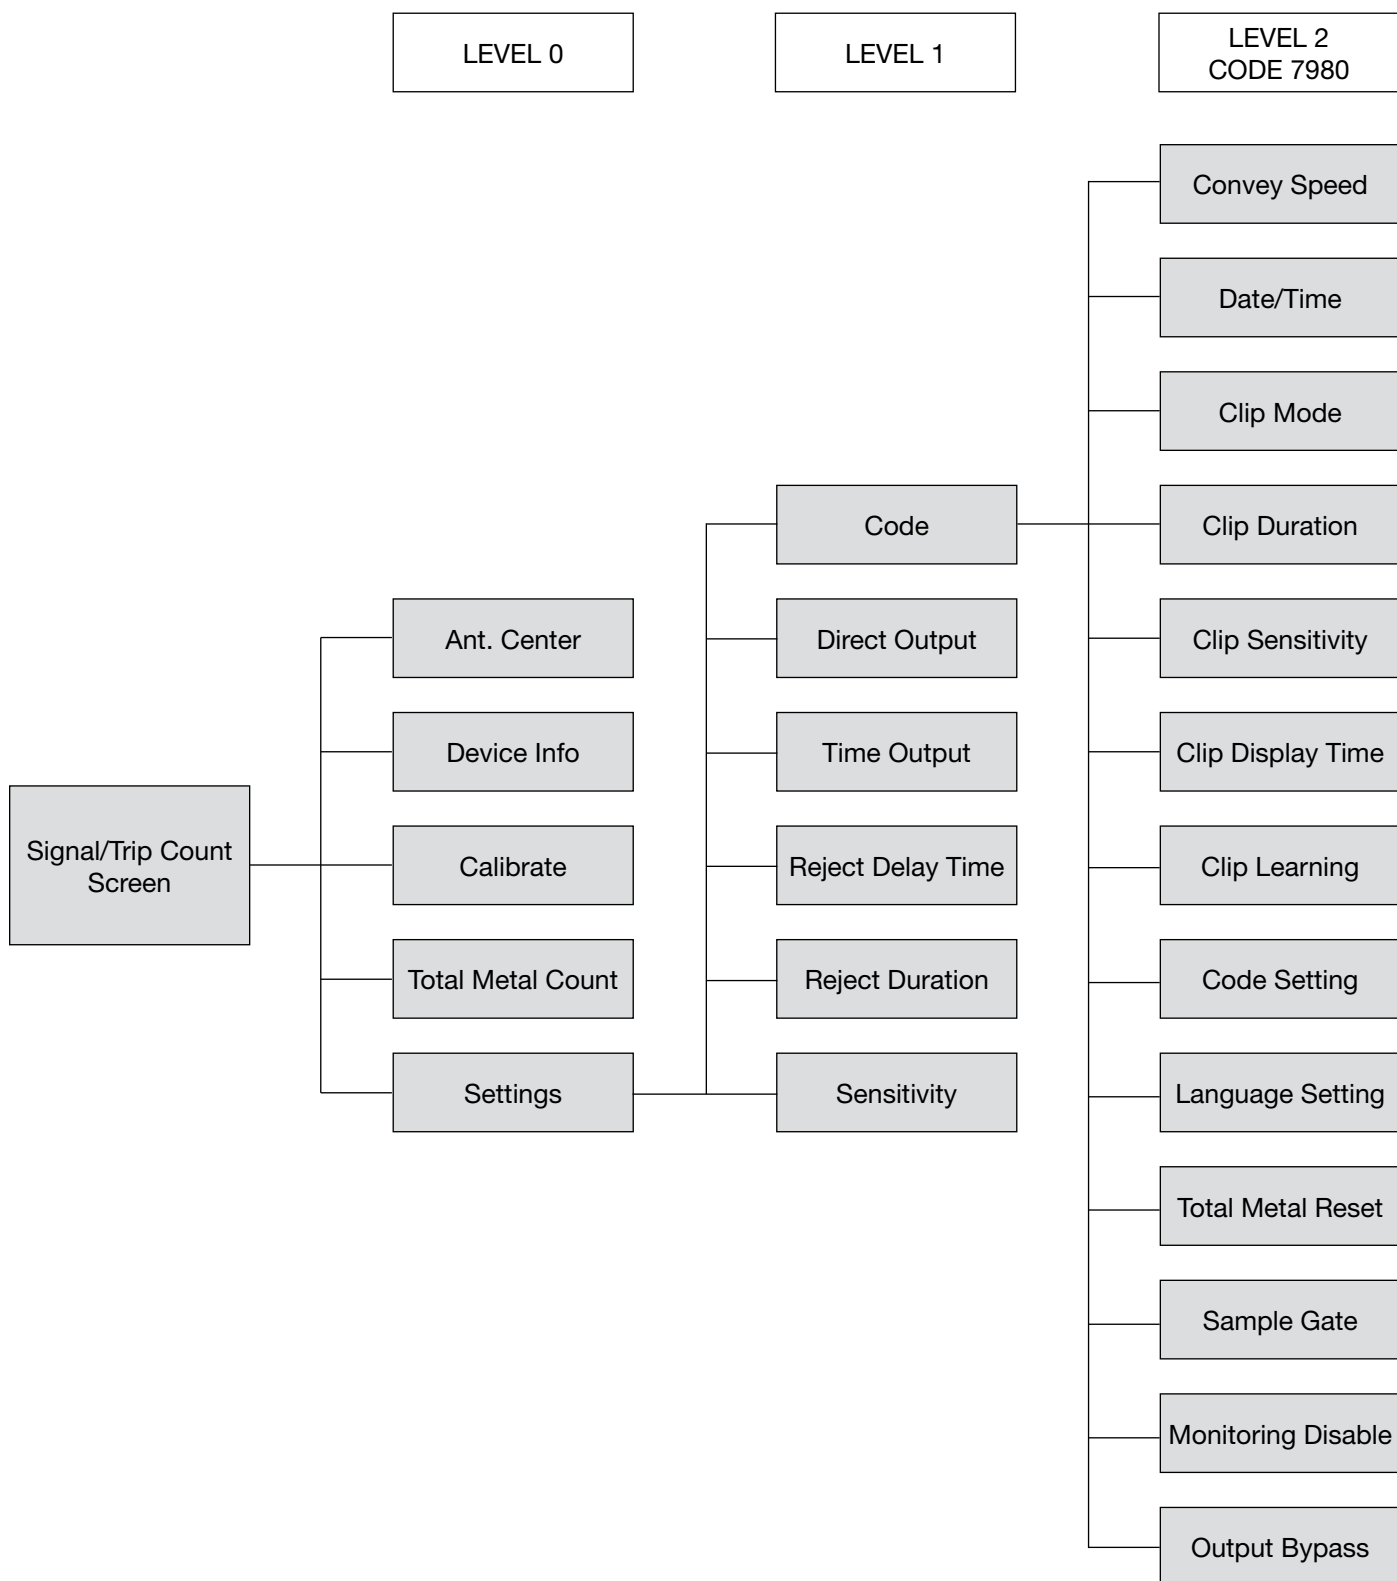 LEVEL 0
LEVEL 1
LEVEL 2
CODE 7980
Signal/Trip Count
Screen
Ant. Center
Device Info
Calibrate
Total Metal Count
Settings
Code
Direct Output
Time Output
Reject Delay Time
Reject Duration
Sensitivity
Convey Speed
Date/Time
Clip Mode
Clip Duration
Clip Sensitivity
Clip Display Time
Clip Learning
Code Setting
Language Setting
Total Metal Reset
Sample Gate
Monitoring Disable
Output Bypass